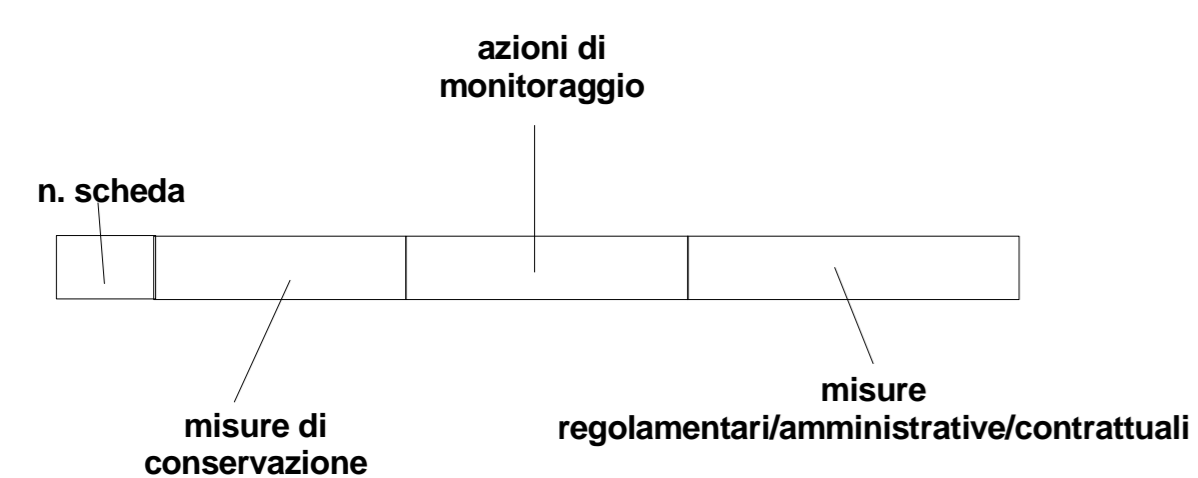 azioni di
monitoraggio
n. scheda
misure di
conservazione
misure
regolamentari/amministrative/contrattuali